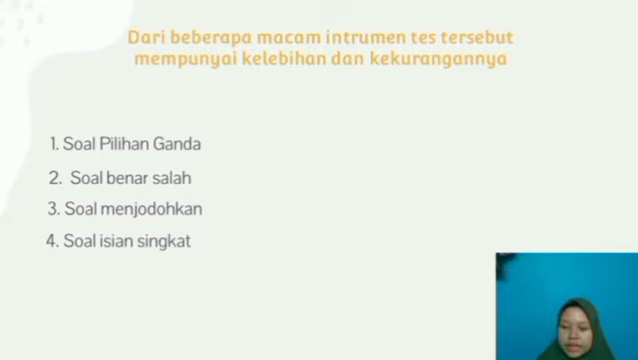 Dari beberapa macam intrumen tes tersebut
mempunyai kelebihan dan kekurangannya
1. Soal Pilihan Ganda
2. Soal benar salah
3. Soal menjodohkan
4. Soal isian singkat